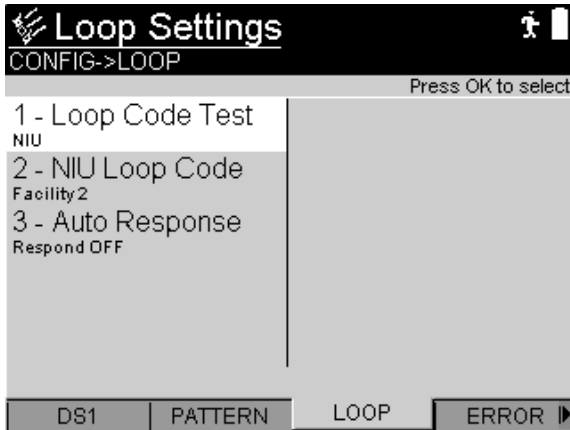 Loop Settings
CONFIG->LOOP
Press OK to select
1 - Loop Code Test
NIU
2 - NIU Loop Code
Facility 2
3 - Auto Response
Respond OFF
DS1 PATTERN LOOP ERROR